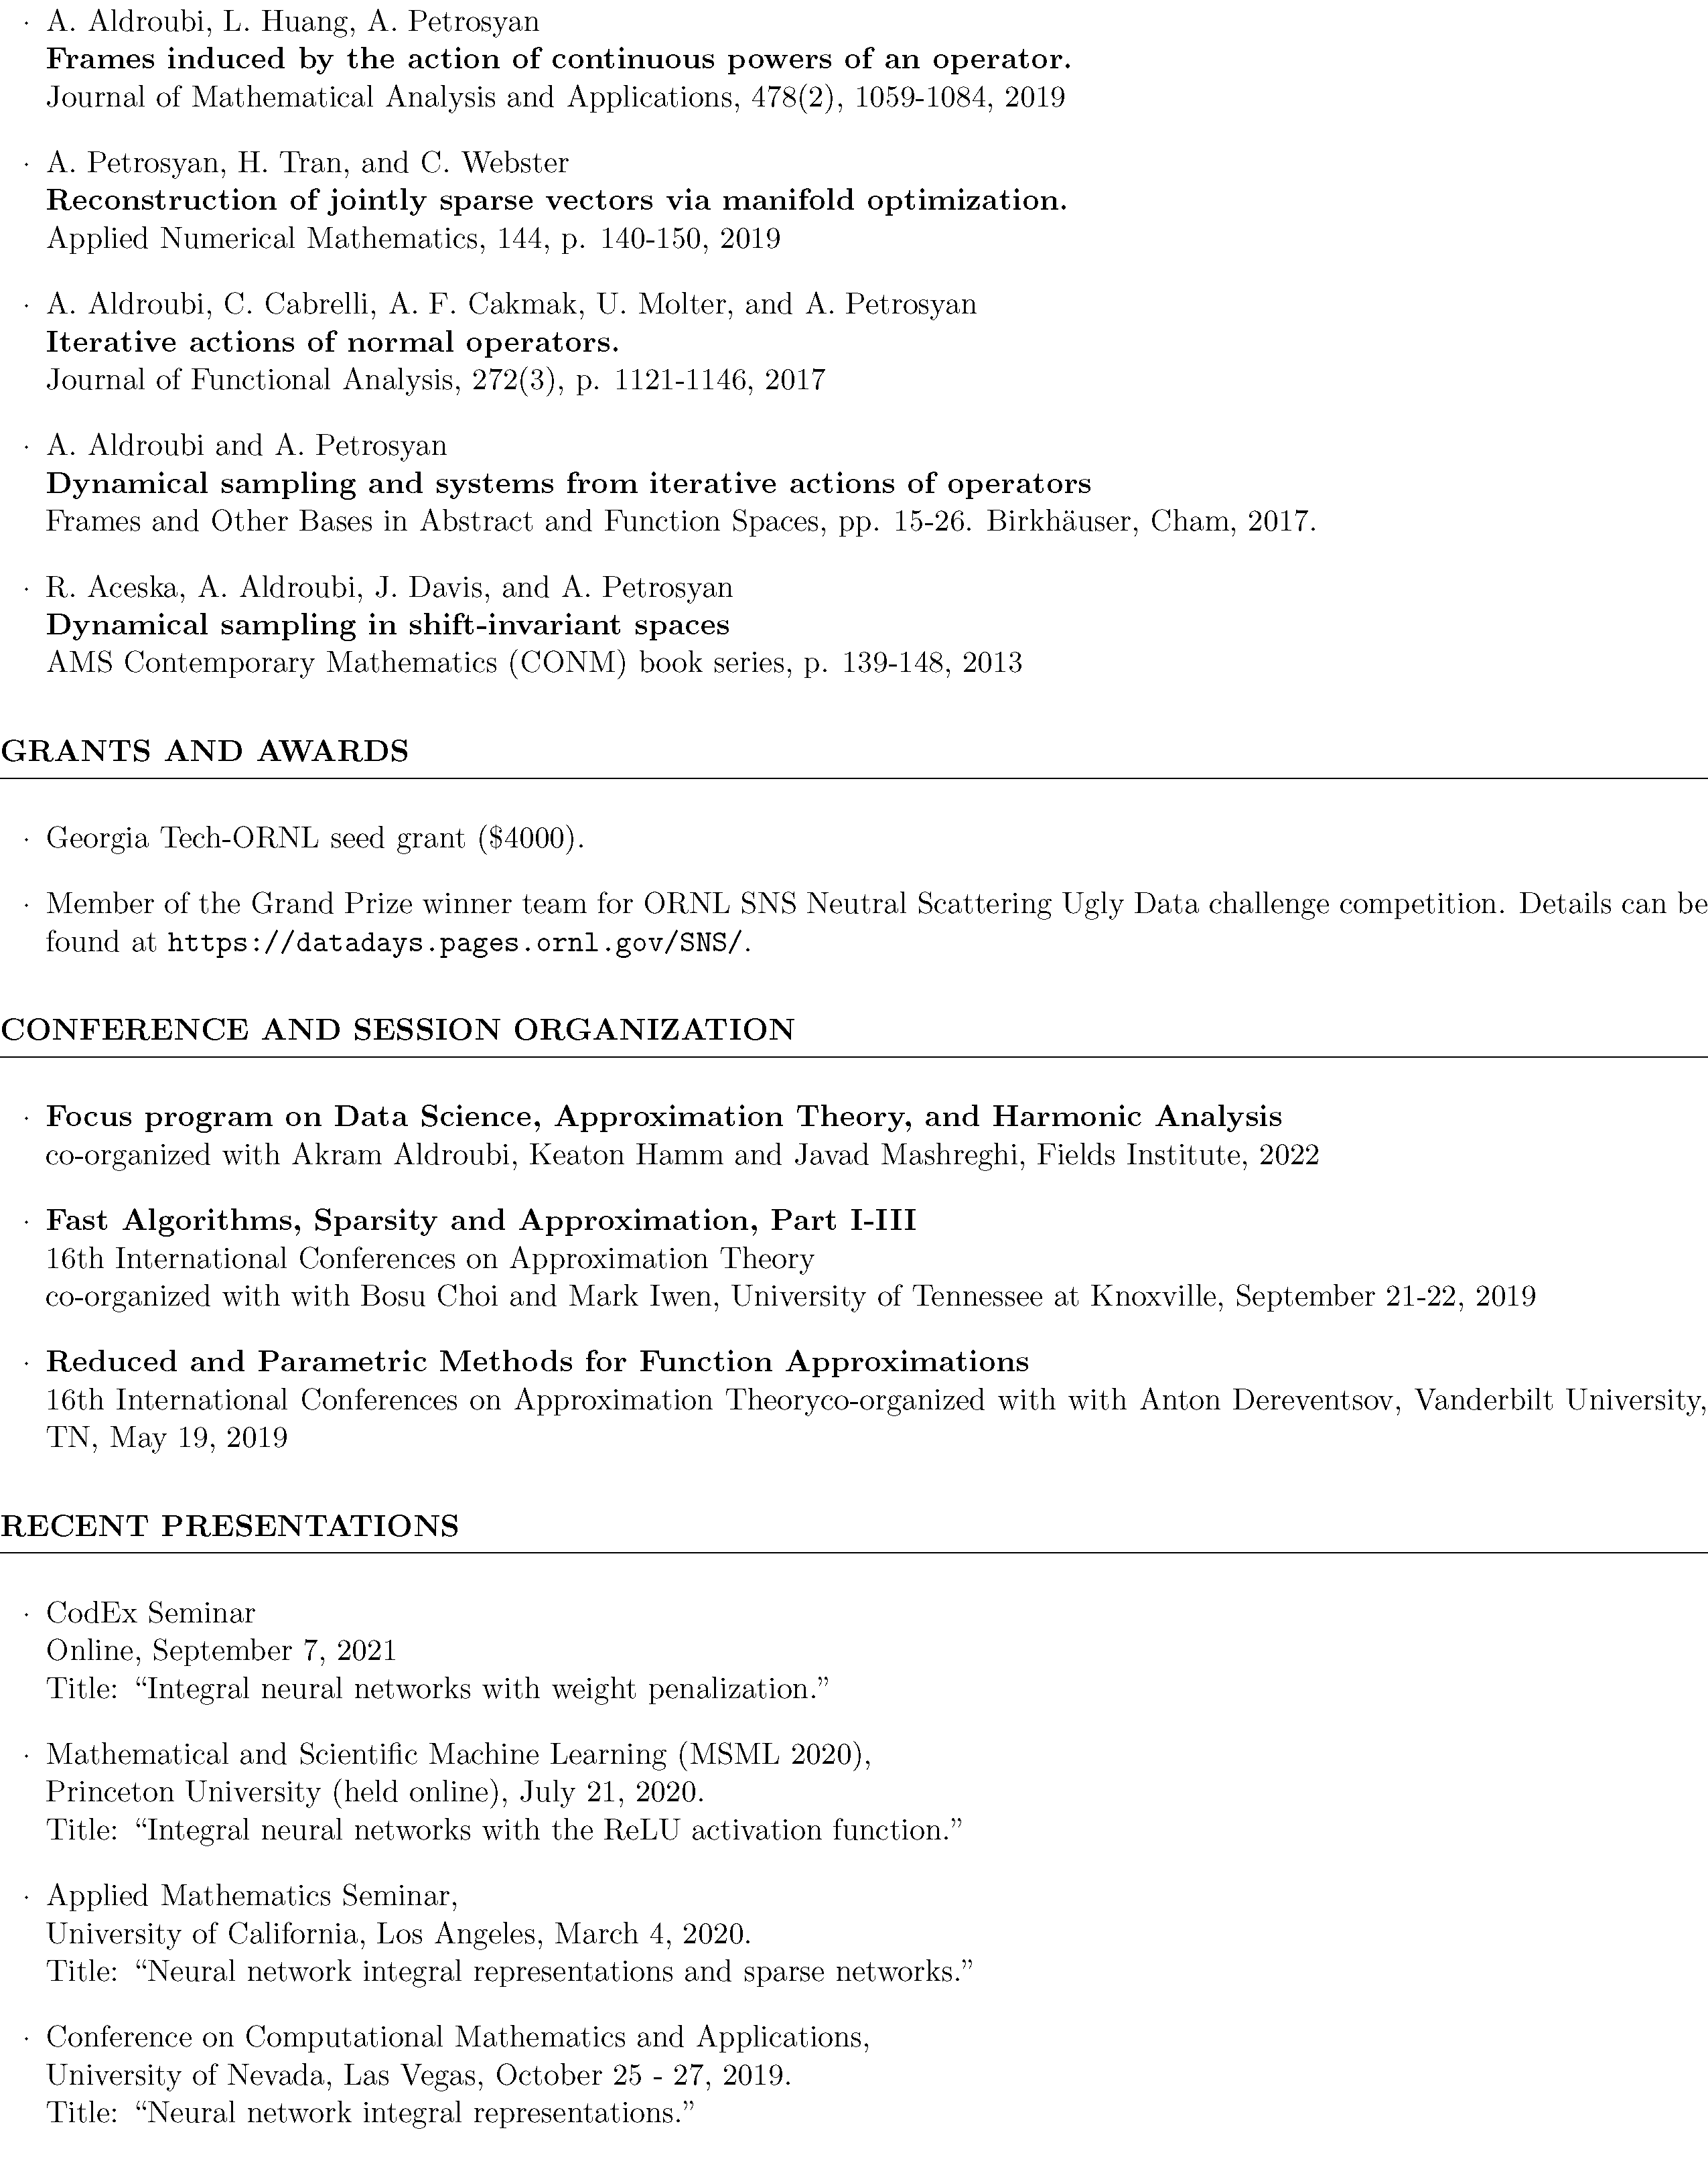 · A. Aldroubi, L. Huang, A. Petrosyan
Frames induced by the action of continuous powers of an operator.
Journal of Mathematical Analysis and Applications, 478(2), 1059-1084, 2019
· A. Petrosyan, H. Tran, and C. Webster
Reconstruction of jointly sparse vectors via manifold optimization.
Applied Numerical Mathematics, 144, p. 140-150, 2019
· A. Aldroubi, C. Cabrelli, A. F. Cakmak, U. Molter, and A. Petrosyan
Iterative actions of normal operators.
Journal of Functional Analysis, 272(3), p. 1121-1146, 2017
· A. Aldroubi and A. Petrosyan
Dynamical sampling and systems from iterative actions of operators
Frames and Other Bases in Abstract and Function Spaces, pp. 15-26. Birkhäuser, Cham, 2017.
· R. Aceska, A. Aldroubi, J. Davis, and A. Petrosyan
Dynamical sampling in shift-invariant spaces
AMS Contemporary Mathematics (CONM) book series, p. 139-148, 2013
GRANTS AND AWARDS
· Georgia Tech-ORNL seed grant ($4000).
· Member of the Grand Prize winner team for ORNL SNS Neutral Scattering Ugly Data challenge competition. Details can be
found at https://datadays.pages.ornl.gov/SNS/.
CONFERENCE AND SESSION ORGANIZATION
· Focus program on Data Science, Approximation Theory, and Harmonic Analysis
co-organized with Akram Aldroubi, Keaton Hamm and Javad Mashreghi, Fields Institute, 2022
· Fast Algorithms, Sparsity and Approximation, Part I-III
16th International Conferences on Approximation Theory
co-organized with with Bosu Choi and Mark Iwen, University of Tennessee at Knoxville, September 21-22, 2019
· Reduced and Parametric Methods for Function Approximations
16th International Conferences on Approximation Theoryco-organized with with Anton Dereventsov, Vanderbilt University,
TN, May 19, 2019
RECENT PRESENTATIONS
· CodEx Seminar
Online, September 7, 2021
Title: “Integral neural networks with weight penalization.”
· Mathematical and Scientific Machine Learning (MSML 2020),
Princeton University (held online), July 21, 2020.
Title: “Integral neural networks with the ReLU activation function.”
· Applied Mathematics Seminar,
University of California, Los Angeles, March 4, 2020.
Title: “Neural network integral representations and sparse networks.”
· Conference on Computational Mathematics and Applications,
University of Nevada, Las Vegas, October 25 - 27, 2019.
Title: “Neural network integral representations.”